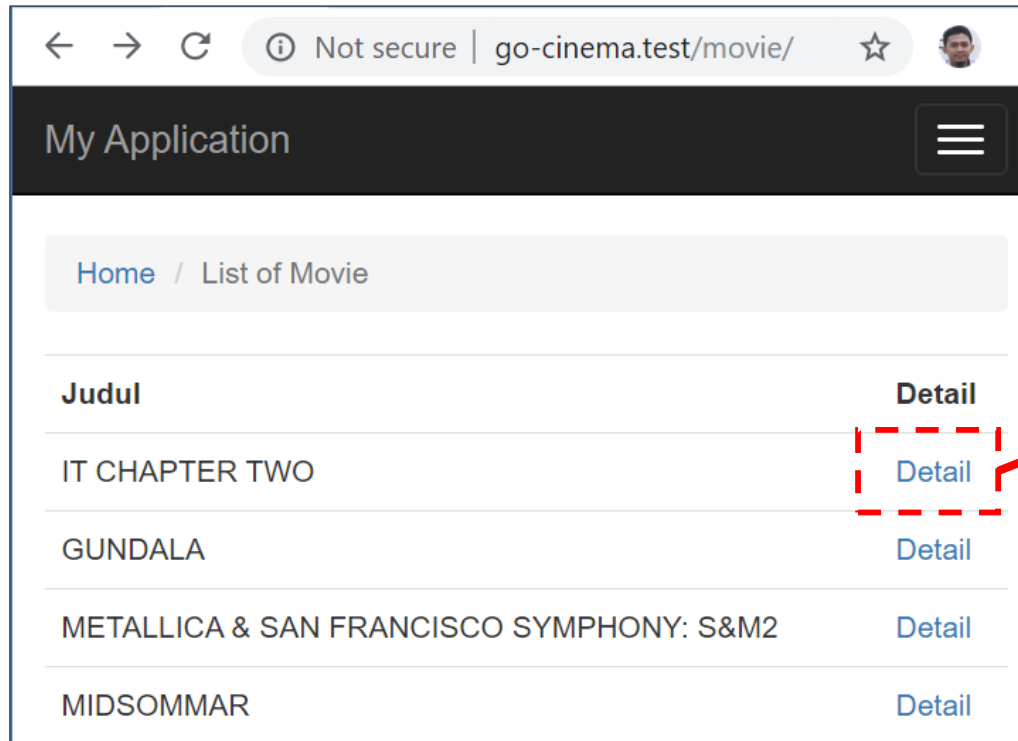 Not secure | go-cinema.test/movie/
My Application
Home / List of Movie
Judul Detail
IT CHAPTER TWO Detail
GUNDALA Detail
METALLICA & SAN FRANCISCO SYMPHONY: S&M2 Detail
MIDSOMMAR Detail